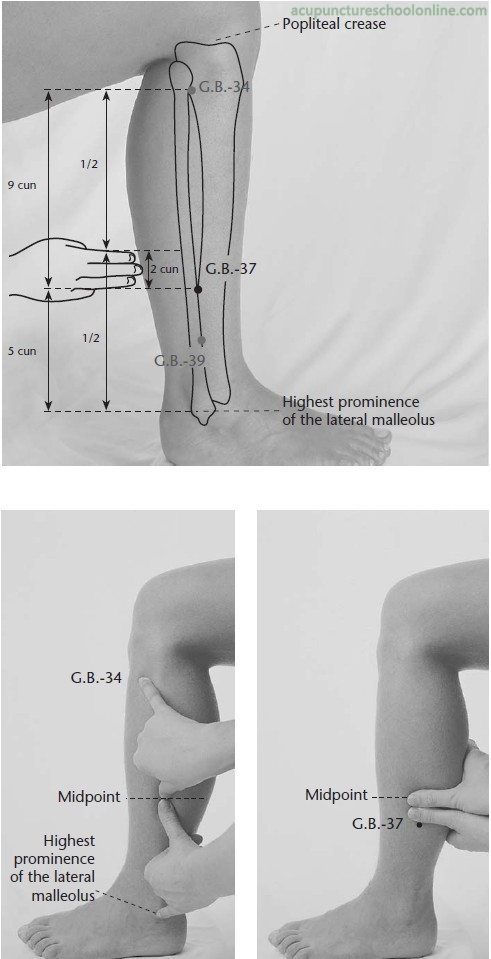 acupunctureschoolonline.com
Popliteal crease
G.B.-34
1/2
9 cun
2 cun
G.B.-37
1/2
5 cun
G.B.-39
Highest prominence
of the lateral malleolus
G.B.-34
Midpoint
Highest
prominence
of the lateral
malleolus
Midpoint
G.B.-37